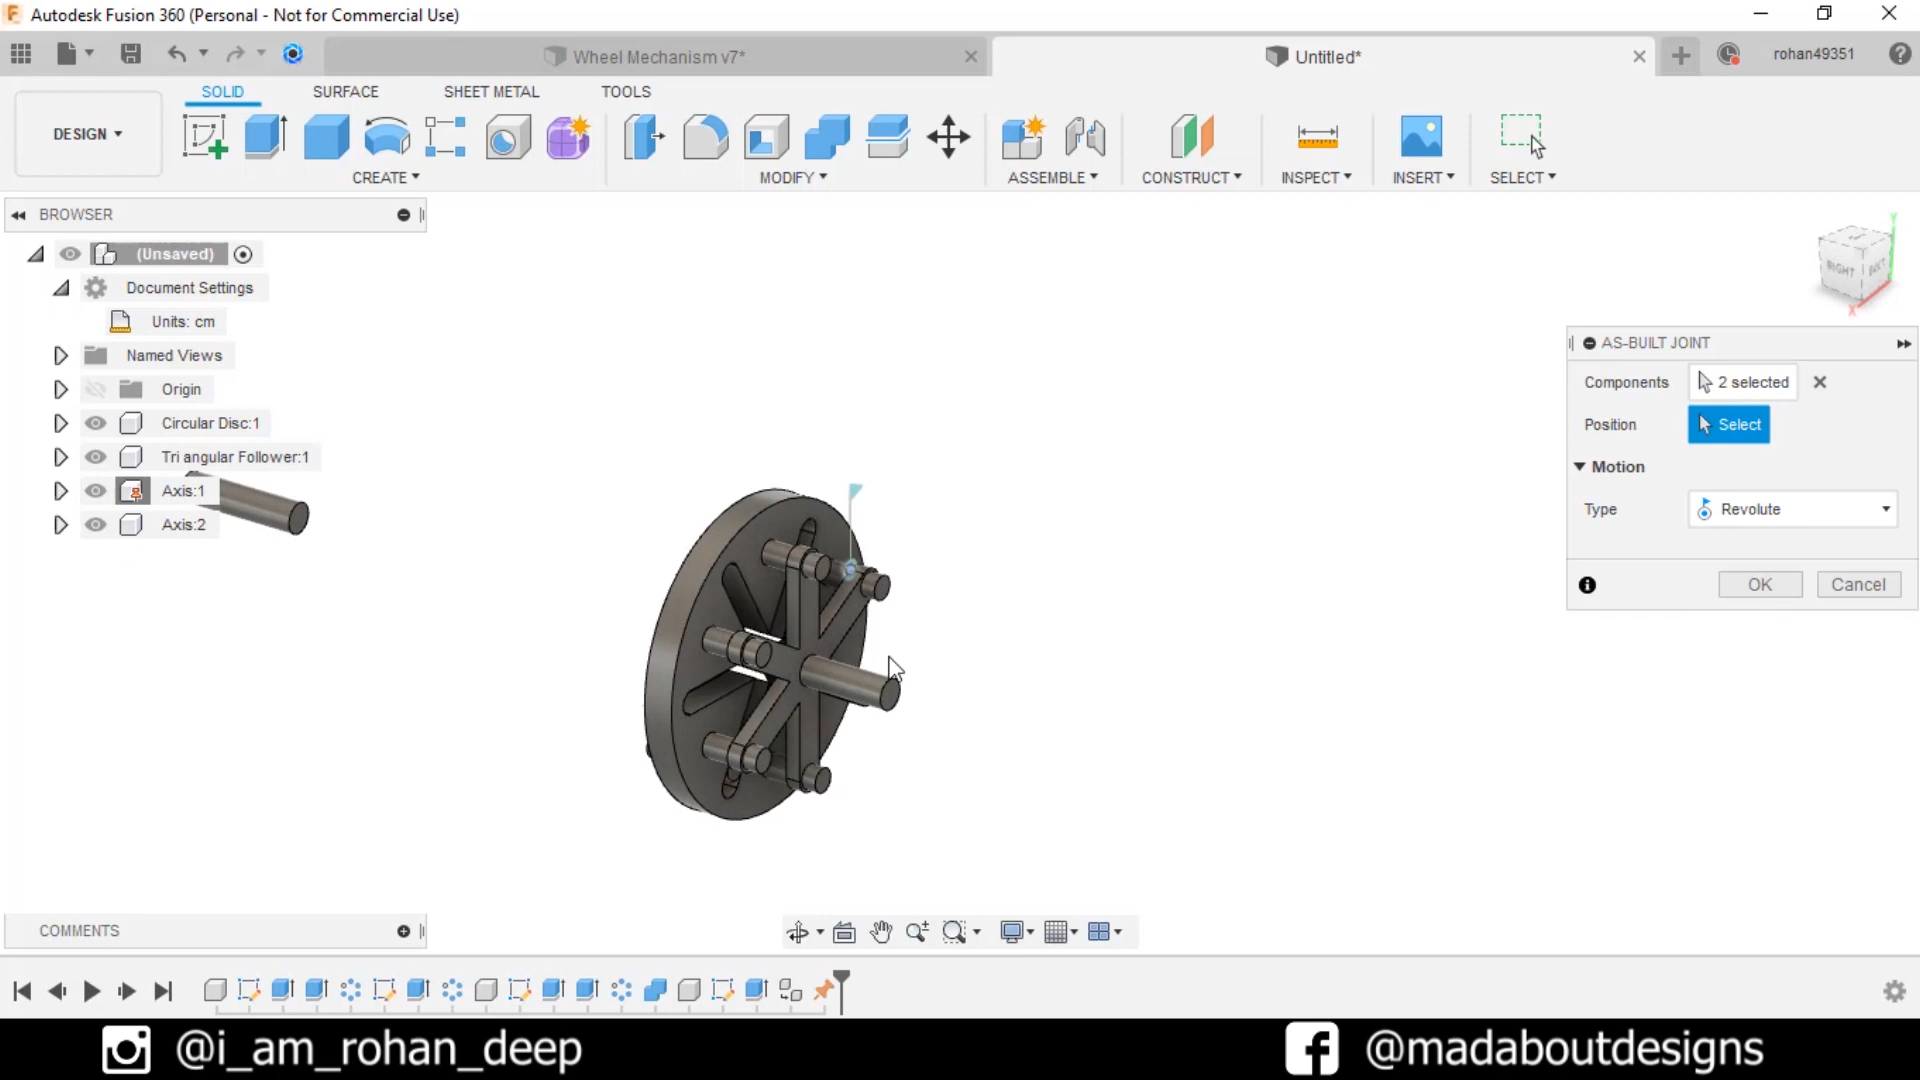 Autodesk Fusion 360 (Personal - Not for Commercial Use)
Wheel Mechanism v7*
Untitled*
rohan49351
DESIGN
SOLID
SURFACE
SHEET METAL
TOOLS
CREATE
MODIFY
ASSEMBLE
CONSTRUCT
INSPECT
INSERT
SELECT
BROWSER
(Unsaved)
Document Settings
Units: cm
Named Views
Origin
Circular Disc:1
Tri angular Follower:1
Axis:1
Axis:2
RIGHT
Y
X
AS-BUILT JOINT
Components
2 selected
Position
Select
Motion
Type
Revolute
OK
Cancel
COMMENTS
@i_am_rohan_deep
@madaboutdesigns